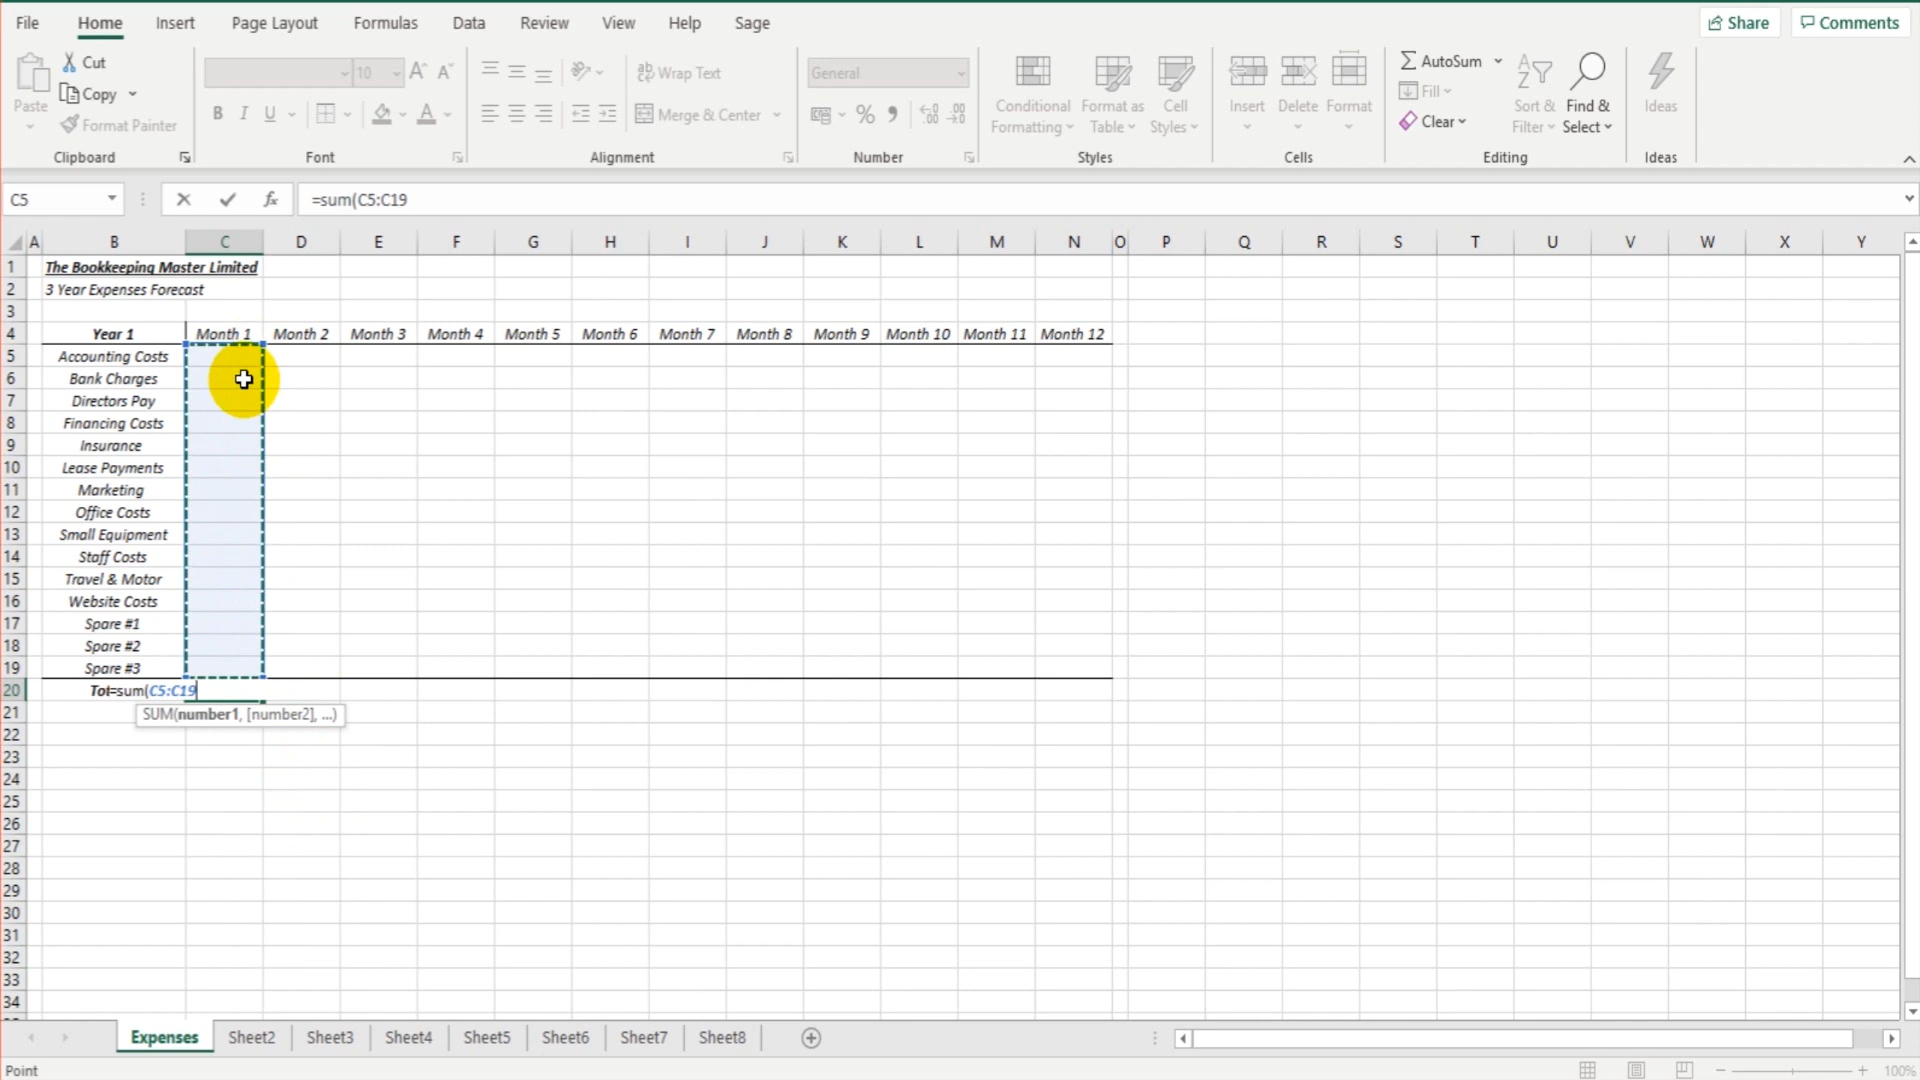 File Home Insert Page Layout Formulas Data Review View Help Sage Share Comments
Paste
Cut
Copy
Format Painter
Clipboard
10
B I U
Font
Wrap Text
Merge & Center
Alignment
General
Number
Conditional Formatting
Format as Table
Cell Styles
Styles
Insert
Delete
Format
Cells
AutoSum
Fill
Clear
Sort & Filter
Find & Select
Editing
Ideas
Ideas
C5 fx =sum(C5:C19
A B C D E F G H I J K L M N O P Q R S T U V W X Y
1 The Bookkeeping Master Limited
2 3 Year Expenses Forecast
3
4 Year 1 Month 1 Month 2 Month 3 Month 4 Month 5 Month 6 Month 7 Month 8 Month 9 Month 10 Month 11 Month 12
5 Accounting Costs
6 Bank Charges
7 Directors Pay
8 Financing Costs
9 Insurance
10 Lease Payments
11 Marketing
12 Office Costs
13 Small Equipment
14 Staff Costs
15 Travel & Motor
16 Website Costs
17 Spare #1
18 Spare #2
19 Spare #3
20 Tot=sum(C5:C19
21 SUM(number1, [number2], ...)
22
23
24
25
26
27
28
29
30
31
32
33
34
Expenses Sheet2 Sheet3 Sheet4 Sheet5 Sheet6 Sheet7 Sheet8
Point 100%